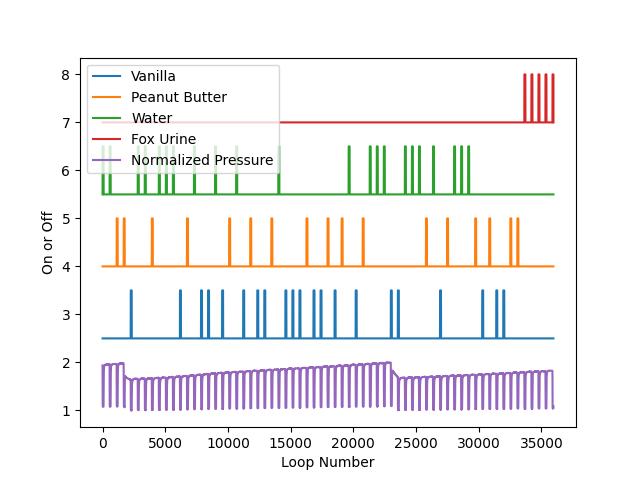 8
7
6
5
4
3
2
1
On or Off
Vanilla
Peanut Butter
Water
Fox Urine
Normalized Pressure
0 5000 10000 15000 20000 25000 30000 35000
Loop Number